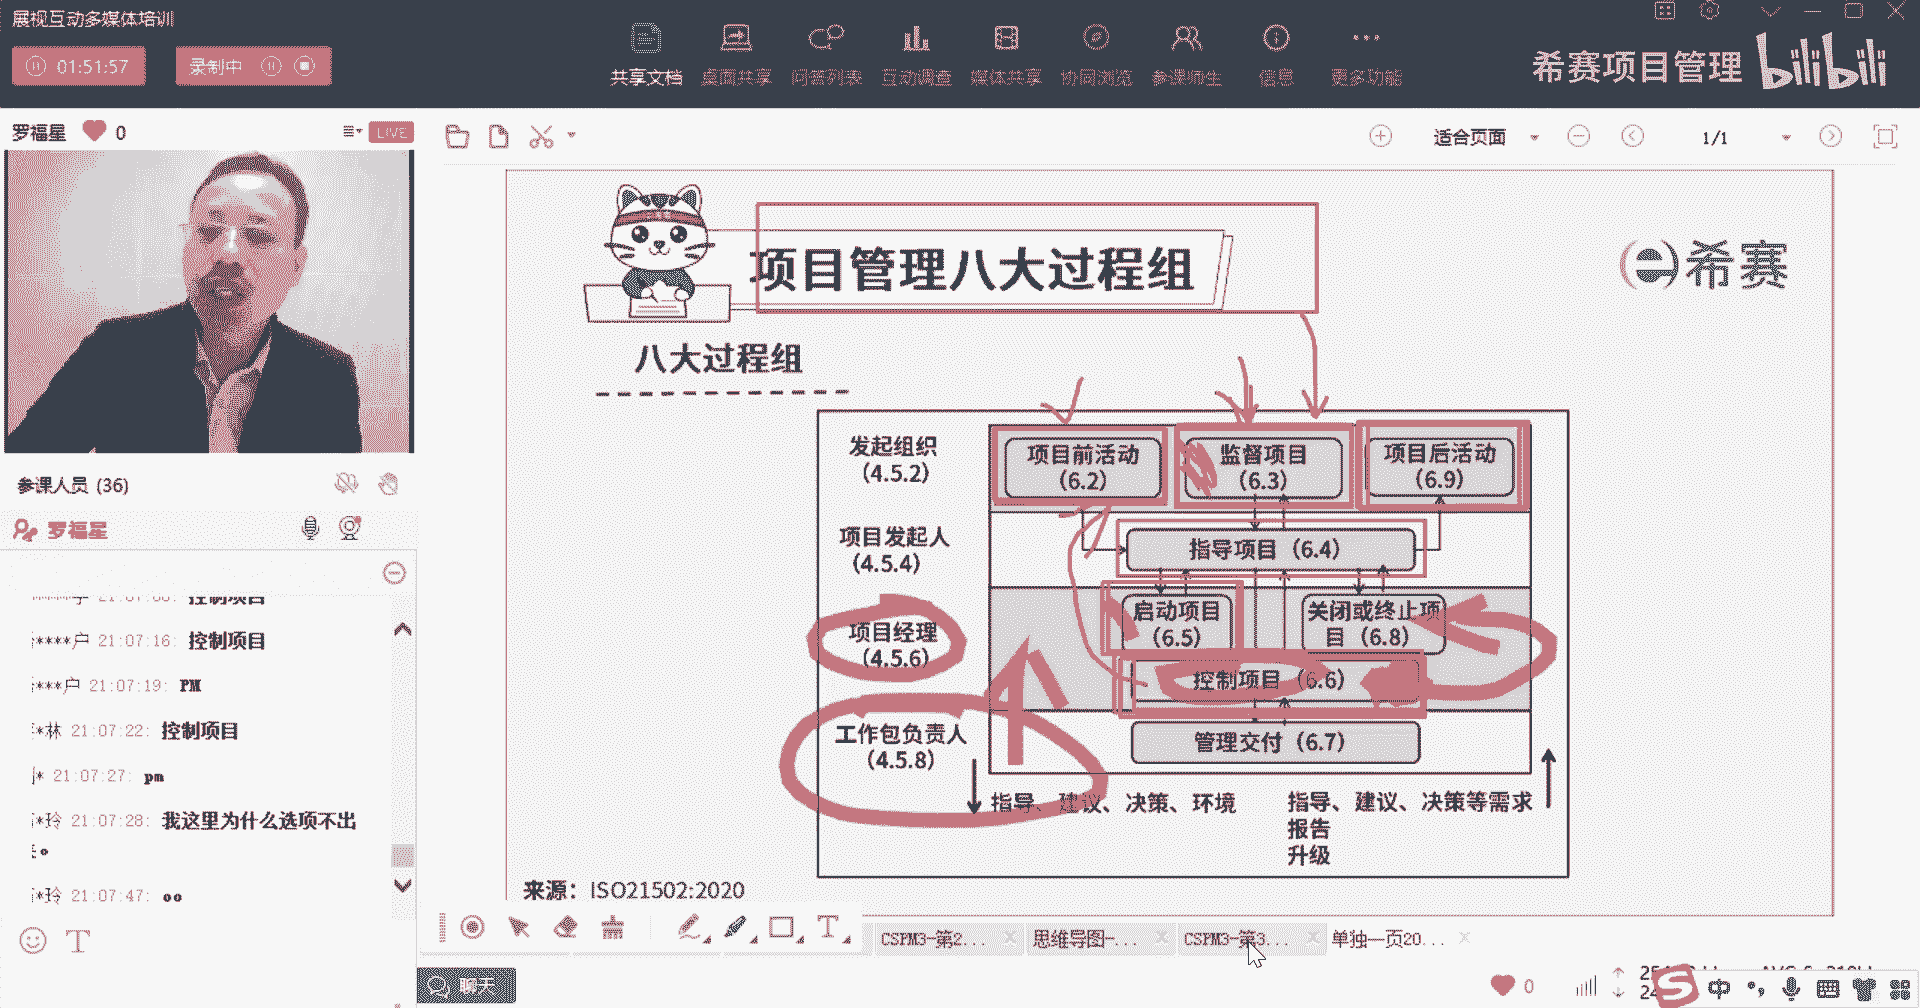 展视互动多媒体培训
01:51:57
录制中
共享文档
桌面共享
问答列表
互动调查
媒体共享
协同浏览
参课师生
信息
更多功能
希赛项目管理
bilibili
罗福星
0
LIVE
适合页面
1/1
参课人员 (36)
罗福星
控制项目
户 21:07:16: 控制项目
户 21:07:19: PM
*林 21:07:22: 控制项目
* 21:07:27: pm
*玲 21:07:28: 我这里为什么选项不出
*玲 21:07:47: oo
项目管理八大过程组
希赛
八大过程组
发起组织
(4.5.2)
项目前活动
(6.2)
监督项目
(6.3)
项目后活动
(6.9)
项目发起人
(4.5.4)
指导项目 (6.4)
项目经理
(4.5.6)
启动项目
(6.5)
关闭或终止项
目 (6.8)
控制项目 (6.6)
工作包负责人
(4.5.8)
管理交付 (6.7)
指导、建议、决策、环境
指导、建议、决策等需求
报告
升级
来源：ISO21502:2020
CSPM3-第2...
思维导图-...
CSPM3-第3...
单独一页20...
聊天
0
中